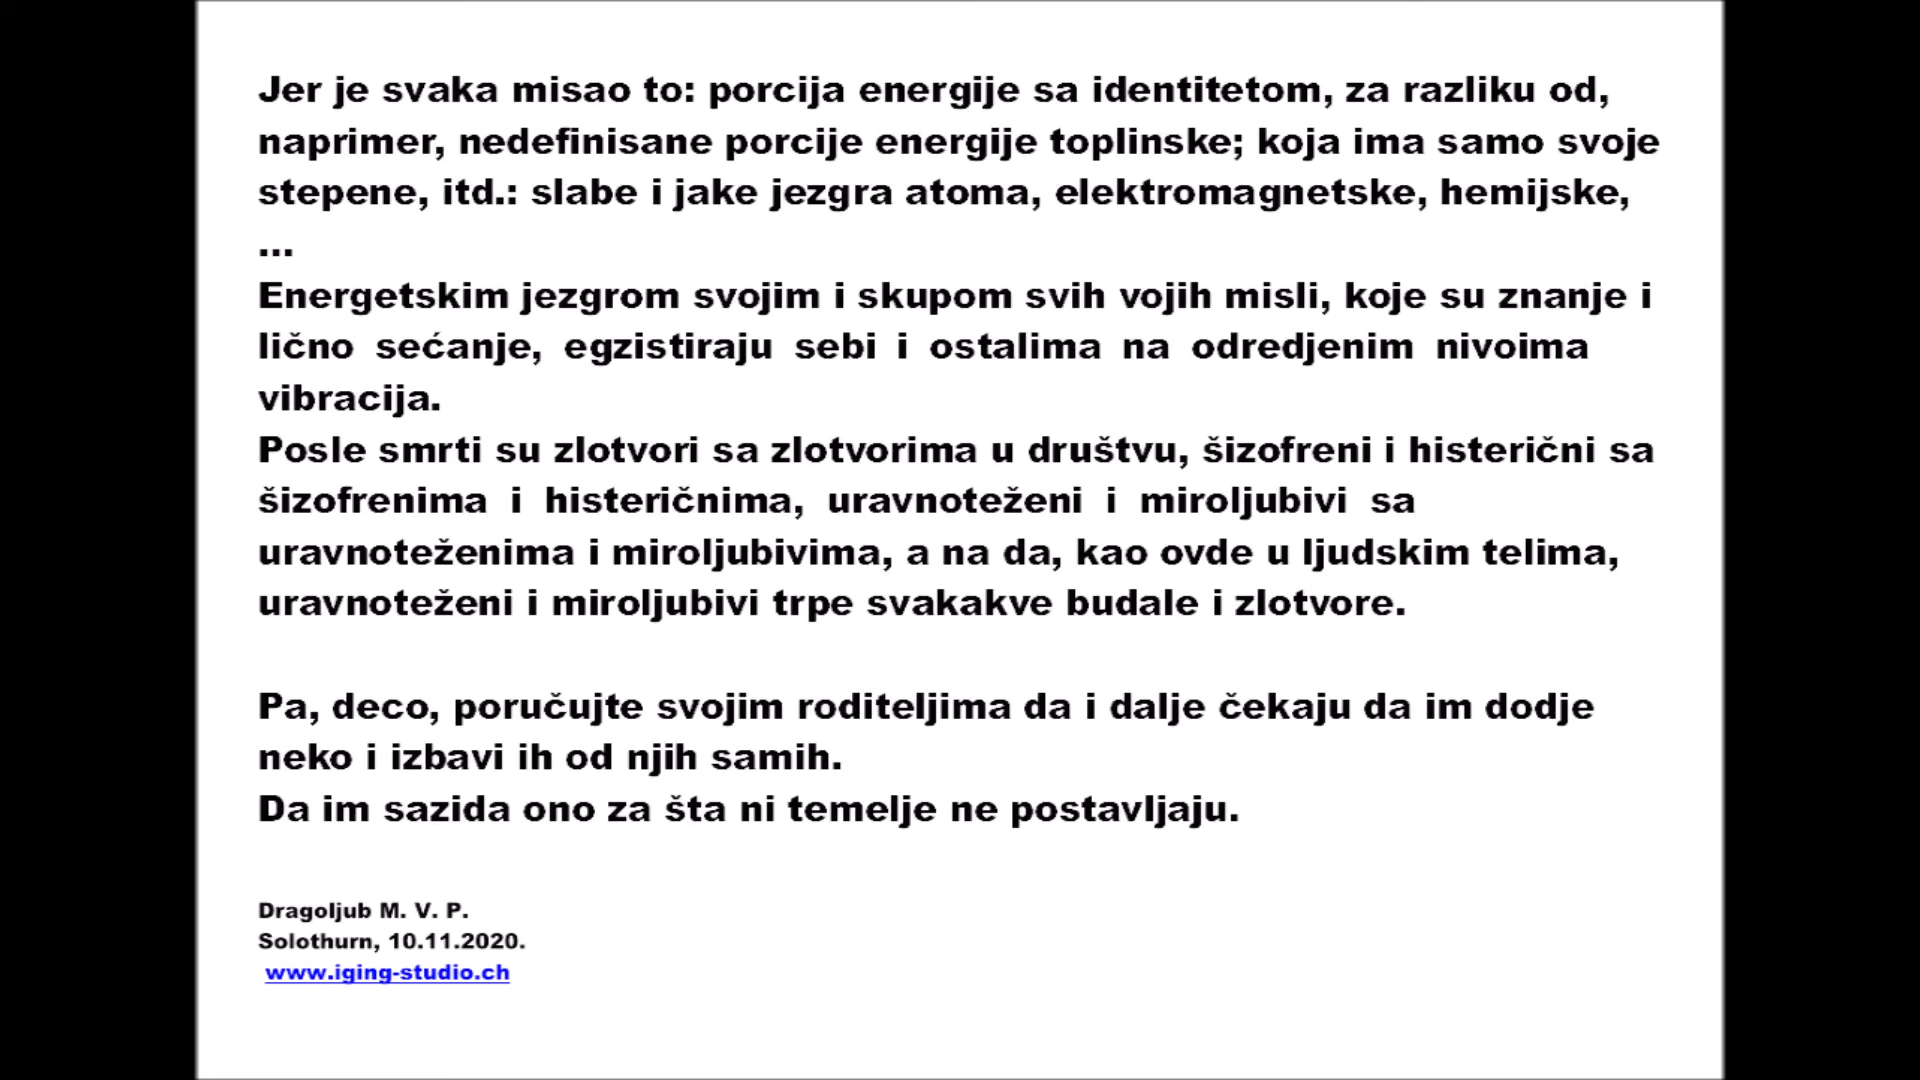 Jer je svaka misao to: porcija energije sa identitetom, za razliku od,
naprimer, nedefinisane porcije energije toplinske; koja ima samo svoje
stepene, itd.: slabe i jake jezgra atoma, elektromagnetske, hemijske,
...
Energetskim jezgrom svojim i skupom svih vojih misli, koje su znanje i
lično sećanje, egzistiraju sebi i ostalima na odredjenim nivoima
vibracija.
Posle smrti su zlotvori sa zlotvorima u društvu, šizofreni i histerični sa
šizofrenima i histeričnima, uravnoteženi i miroljubivi sa
uravnoteženima i miroljubivima, a na da, kao ovde u ljudskim telima,
uravnoteženi i miroljubivi trpe svakakve budale i zlotvore.
Pa, deco, poručujte svojim roditeljima da i dalje čekaju da im dodje
neko i izbavi ih od njih samih.
Da im sazida ono za šta ni temelje ne postavljaju.
Dragoljub M. V. P.
Solothurn, 10.11.2020.
www.iging-studio.ch